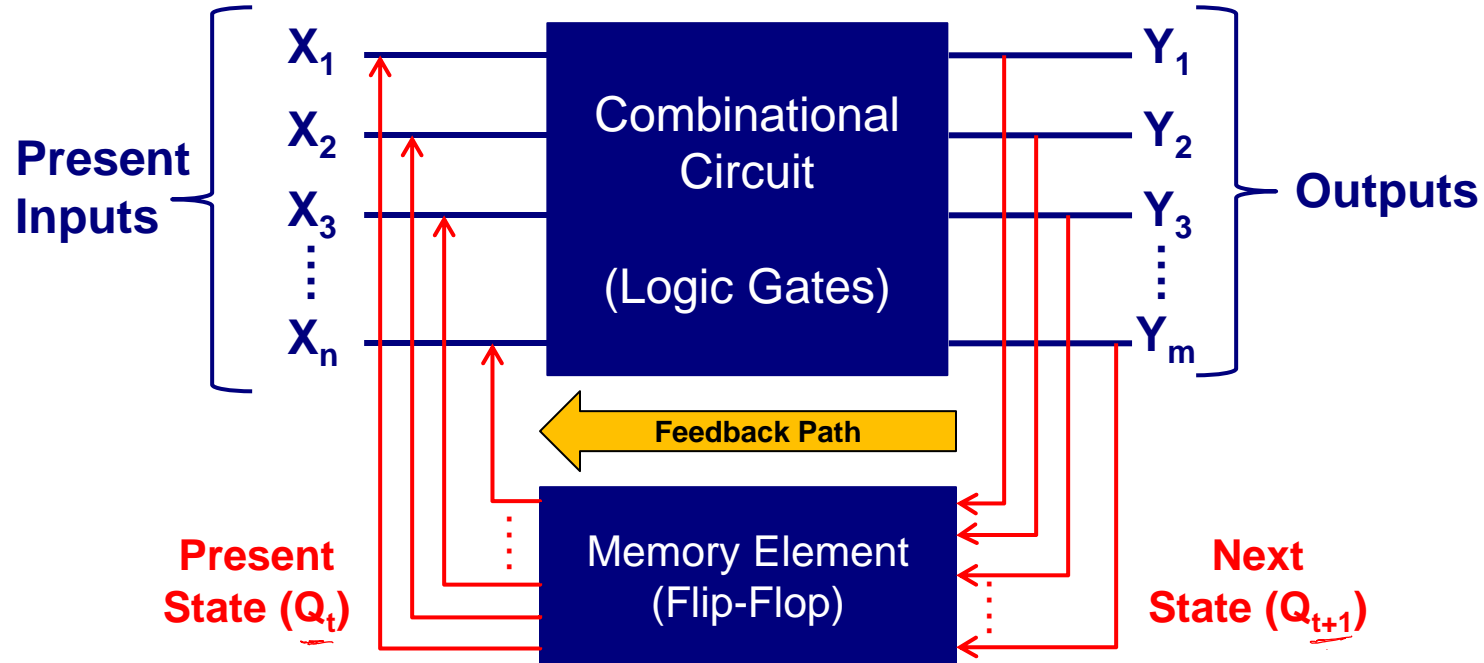 Present
Inputs
X₁
X₂
X₃
Xₙ
Combinational
Circuit
(Logic Gates)
Y₁
Y₂
Y₃
Yₘ
Outputs
Feedback Path
Present
State (Qₜ)
Memory Element
(Flip-Flop)
Next
State (Qₜ₊₁)